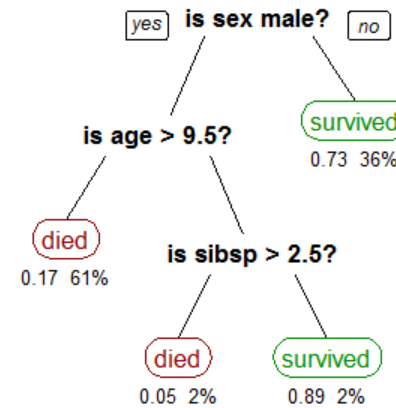 yes is sex male? no
survived
is age > 9.5?
0.73 36%
died
is sibsp > 2.5?
0.17 61%
died survived
0.05 2% 0.89 2%